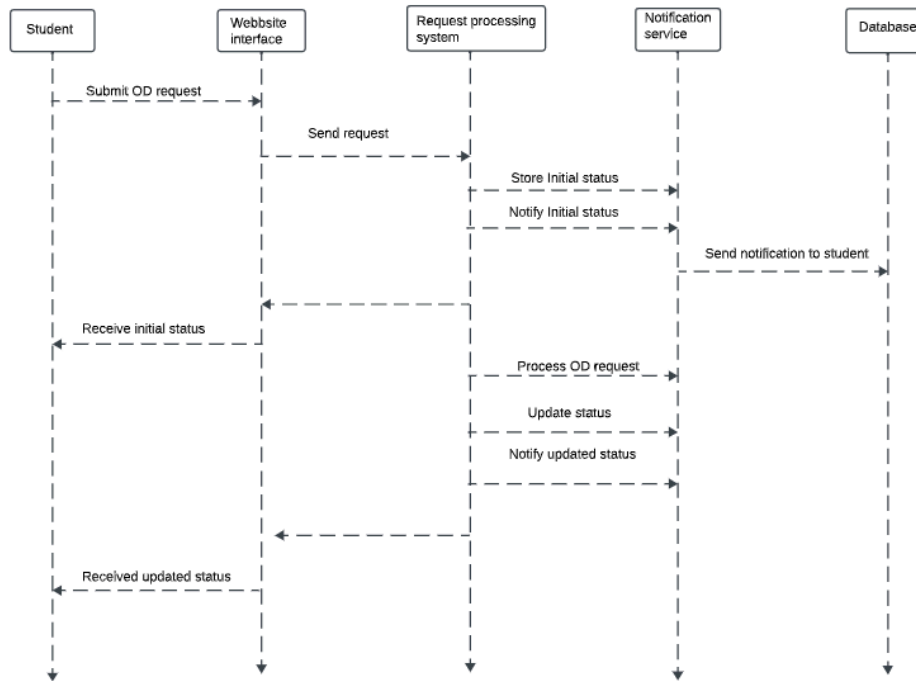 Student
Webbsite
interface
Request processing
system
Notification
service
Database
Submit OD request
Send request
Store Initial status
Notify Initial status
Send notification to student
Receive initial status
Process OD request
Update status
Notify updated status
Received updated status